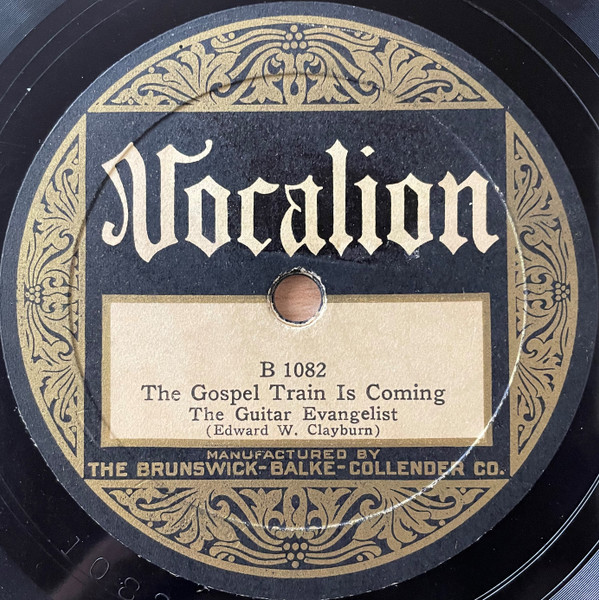 Vocalion
B 1082
The Gospel Train Is Coming
The Guitar Evangelist
(Edward W. Clayburn)
MANUFACTURED BY
THE BRUNSWICK-BALKE-COLLENDER CO.
108